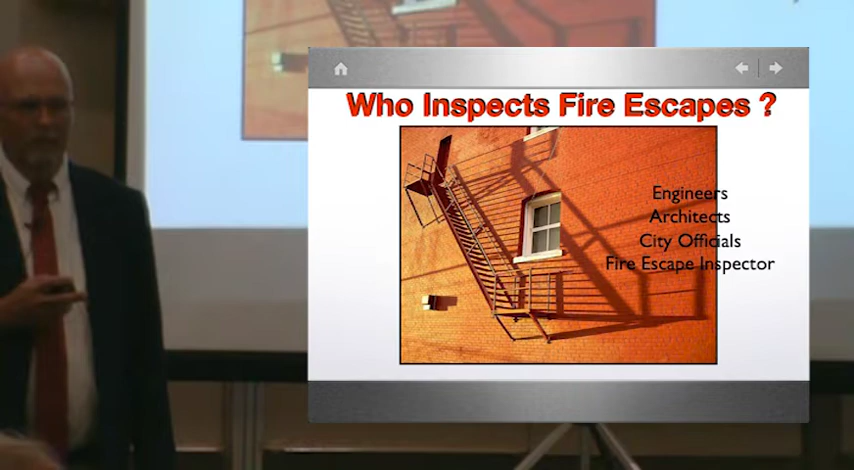 Who Inspects Fire Escapes ?
Engineers
Architects
City Officials
Fire Escape Inspector